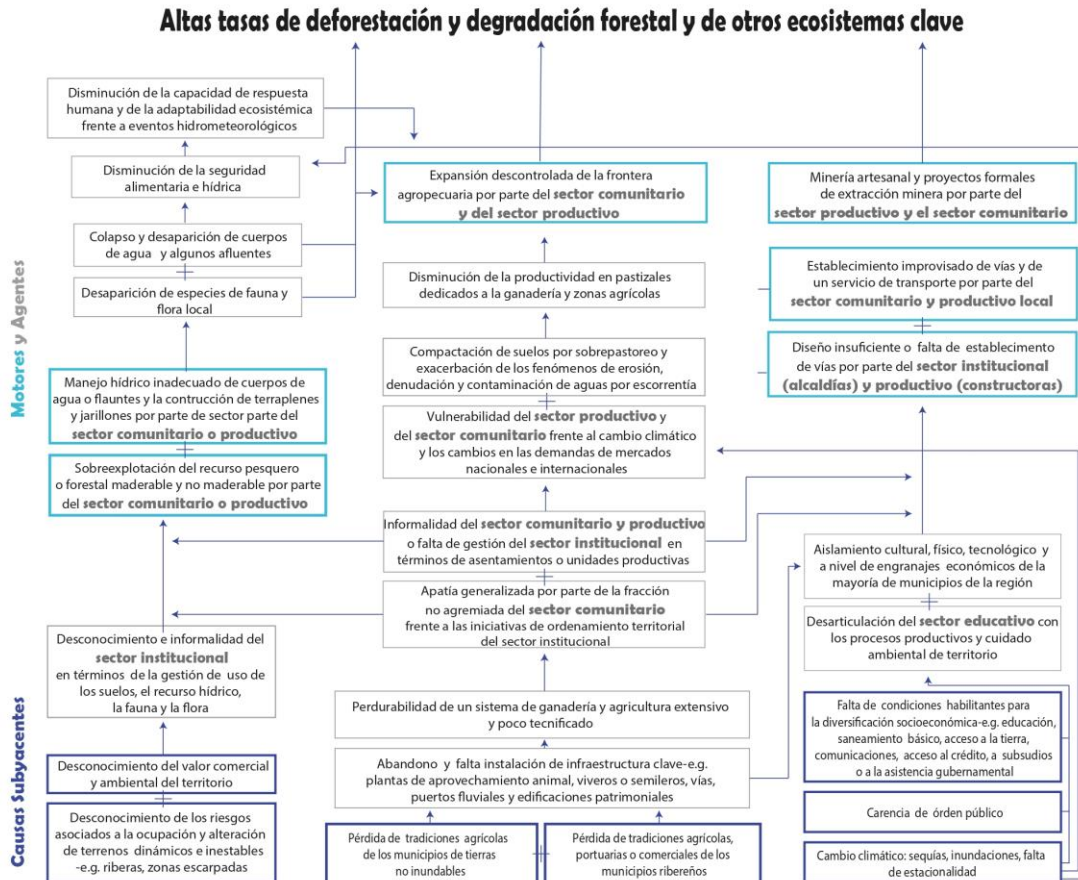 Altas tasas de deforestación y degradación forestal y de otros ecosistemas clave
Disminución de la capacidad de respuesta
humana y de la adaptabilidad ecosistémica
frente a eventos hidrometeorológicos
Disminución de la seguridad
alimentaria e hídrica
Colapso y desaparición de cuerpos
de agua y algunos afluentes
Desaparición de especies de fauna y
flora local
Manejo hídrico inadecuado de cuerpos de
agua o flauntes y la contrucción de terraplenes
y jarillones por parte de sector parte del
sector comunitario o productivo
Sobreexplotación del recurso pesquero
o forestal maderable y no maderable por parte
del sector comunitario o productivo
Desconocimiento e informalidad del
sector institucional
en términos de la gestión de uso de
los suelos, el recurso hídrico,
la fauna y la flora
Desconocimiento del valor comercial
y ambiental del territorio
Desconocimiento de los riesgos
asociados a la ocupación y alteración
de terrenos dinámicos e inestables
-e.g. riberas, zonas escarpadas
Expansión descontrolada de la frontera
agropecuaria por parte del sector comunitario
y del sector productivo
Disminución de la productividad en pastizales
dedicados a la ganadería y zonas agrícolas
Compactación de suelos por sobrepastoreo y
exacerbación de los fenómenos de erosión,
denudación y contaminación de aguas por escorrentía
Vulnerabilidad del sector productivo y
del sector comunitario frente al cambio climático
y los cambios en las demandas de mercados
nacionales e internacionales
Informalidad del sector comunitario y productivo
o falta de gestión del sector institucional en
términos de asentamientos o unidades productivas
Apatía generalizada por parte de la fracción
no agremiada del sector comunitario
frente a las iniciativas de ordenamiento territorial
del sector institucional
Perdurabilidad de un sistema de ganadería y agricultura extensivo
y poco tecnificado
Abandono y falta instalación de infraestructura clave-e.g.
plantas de aprovechamiento animal, viveros o semileros, vías,
puertos fluviales y edificaciones patrimoniales
Pérdida de tradiciones agrícolas
de los municipios de tierras
no inundables
Pérdida de tradiciones agrícolas,
portuarias o comerciales de los
municipios ribereños
Minería artesanal y proyectos formales
de extracción minera por parte del
sector productivo y el sector comunitario
Establecimiento improvisado de vías y de
un servicio de transporte por parte del
sector comunitario y productivo local
Diseño insuficiente o falta de establecimiento
de vías por parte del sector institucional
(alcaldías) y productivo (constructoras)
Aislamiento cultural, físico, tecnológico y
a nivel de engranajes económicos de la
mayoría de municipios de la región
Desarticulación del sector educativo con
los procesos productivos y cuidado
ambiental de territorio
Falta de condiciones habilitantes para
la diversificación socioeconómica-e.g. educación,
saneamiento básico, acceso a la tierra,
comunicaciones, acceso al crédito, a subsudios
o a la asistencia gubernamental
Carencia de órden público
Cambio climático: sequías, inundaciones, falta
de estacionalidad
Motores y Agentes
Causas Subyacentes